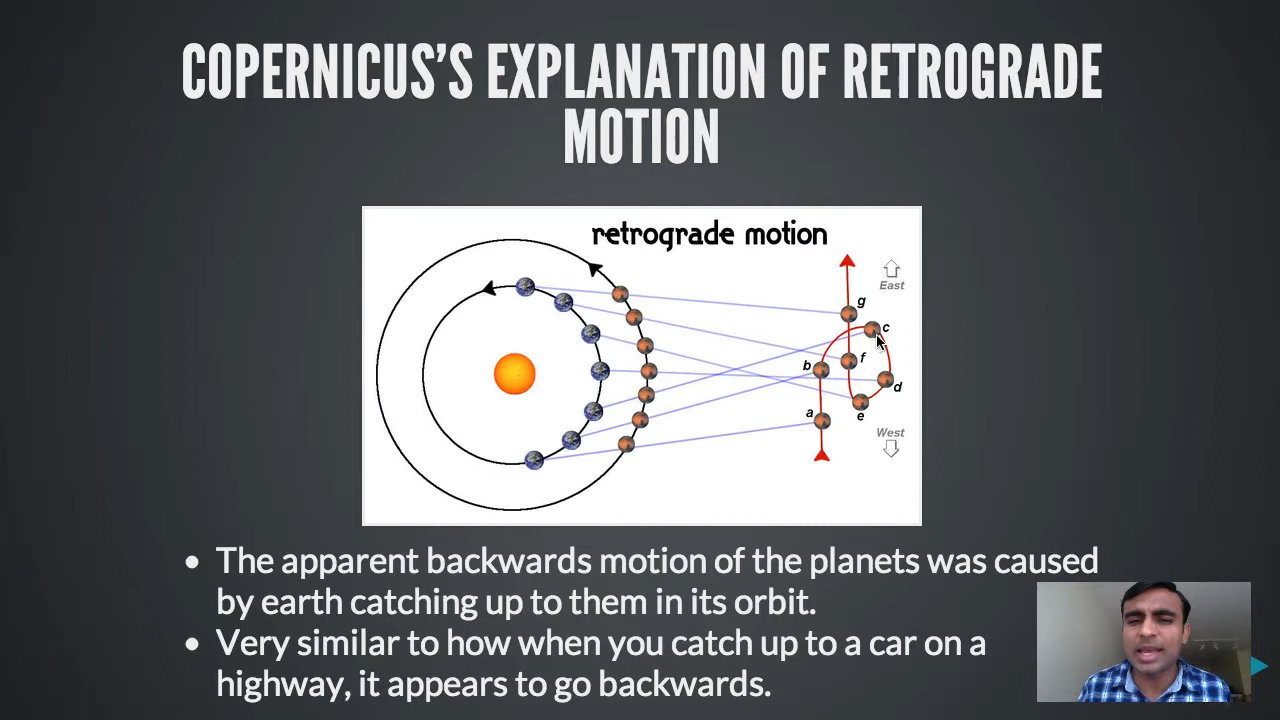 COPERNICUS'S EXPLANATION OF RETROGRADE
MOTION
retrograde motion
East
g
c
b
f
d
a
e
West
• The apparent backwards motion of the planets was caused
by earth catching up to them in its orbit.
• Very similar to how when you catch up to a car on a
highway, it appears to go backwards.